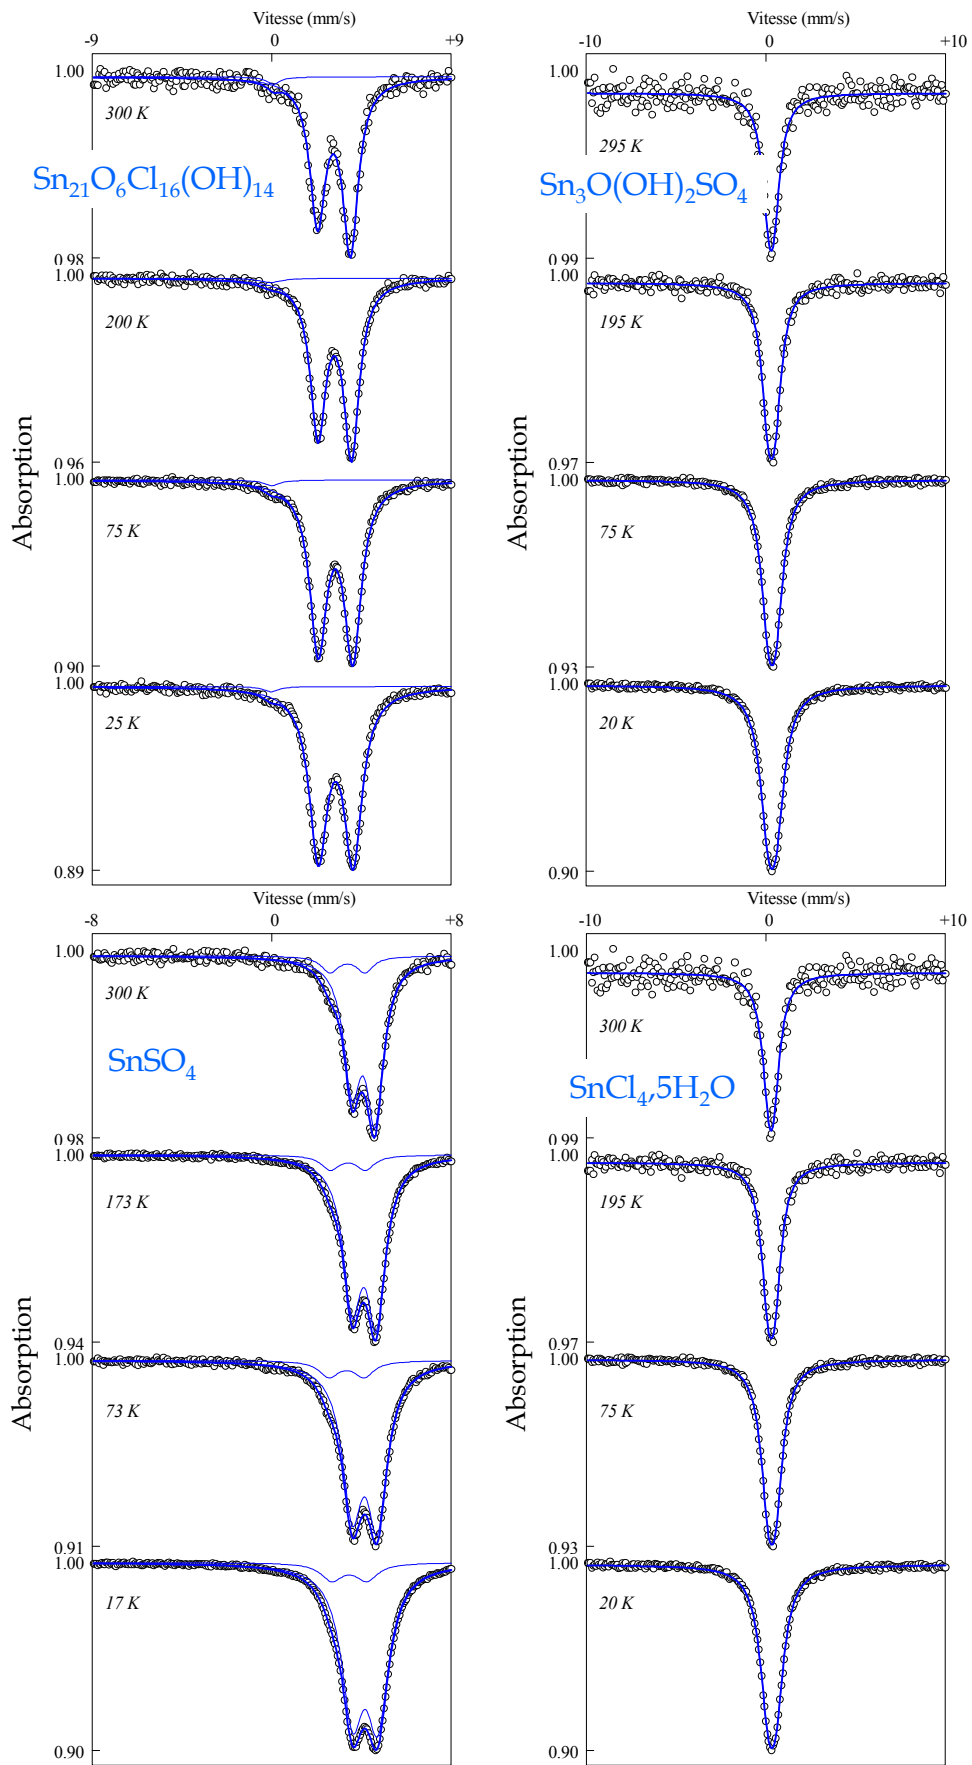 Vitesse (mm/s)
-9 0 +9
1.00
300 K
Sn₂₁O₆Cl₁₆(OH)₁₄
0.98
1.00
200 K
0.96
1.00
75 K
0.90
1.00
25 K
0.89
Absorption
Vitesse (mm/s)
-10 0 +10
1.00
295 K
Sn₃O(OH)₂SO₄
0.99
1.00
195 K
0.97
1.00
75 K
0.93
1.00
20 K
0.90
Absorption
Vitesse (mm/s)
-8 0 +8
1.00
300 K
SnSO₄
0.98
1.00
173 K
0.94
1.00
73 K
0.91
1.00
17 K
0.90
Absorption
Vitesse (mm/s)
-10 0 +10
1.00
300 K
SnCl₄,5H₂O
0.99
1.00
195 K
0.97
1.00
75 K
0.93
1.00
20 K
0.90
Absorption